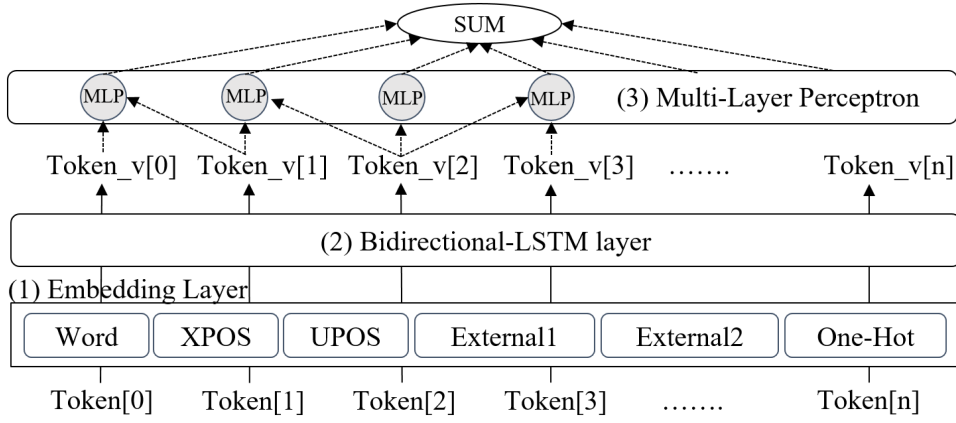 SUM
MLP MLP MLP MLP (3) Multi-Layer Perceptron
Token_v[0] Token_v[1] Token_v[2] Token_v[3] ……. Token_v[n]
(2) Bidirectional-LSTM layer
(1) Embedding Layer
Word XPOS UPOS External1 External2 One-Hot
Token[0] Token[1] Token[2] Token[3] ……. Token[n]